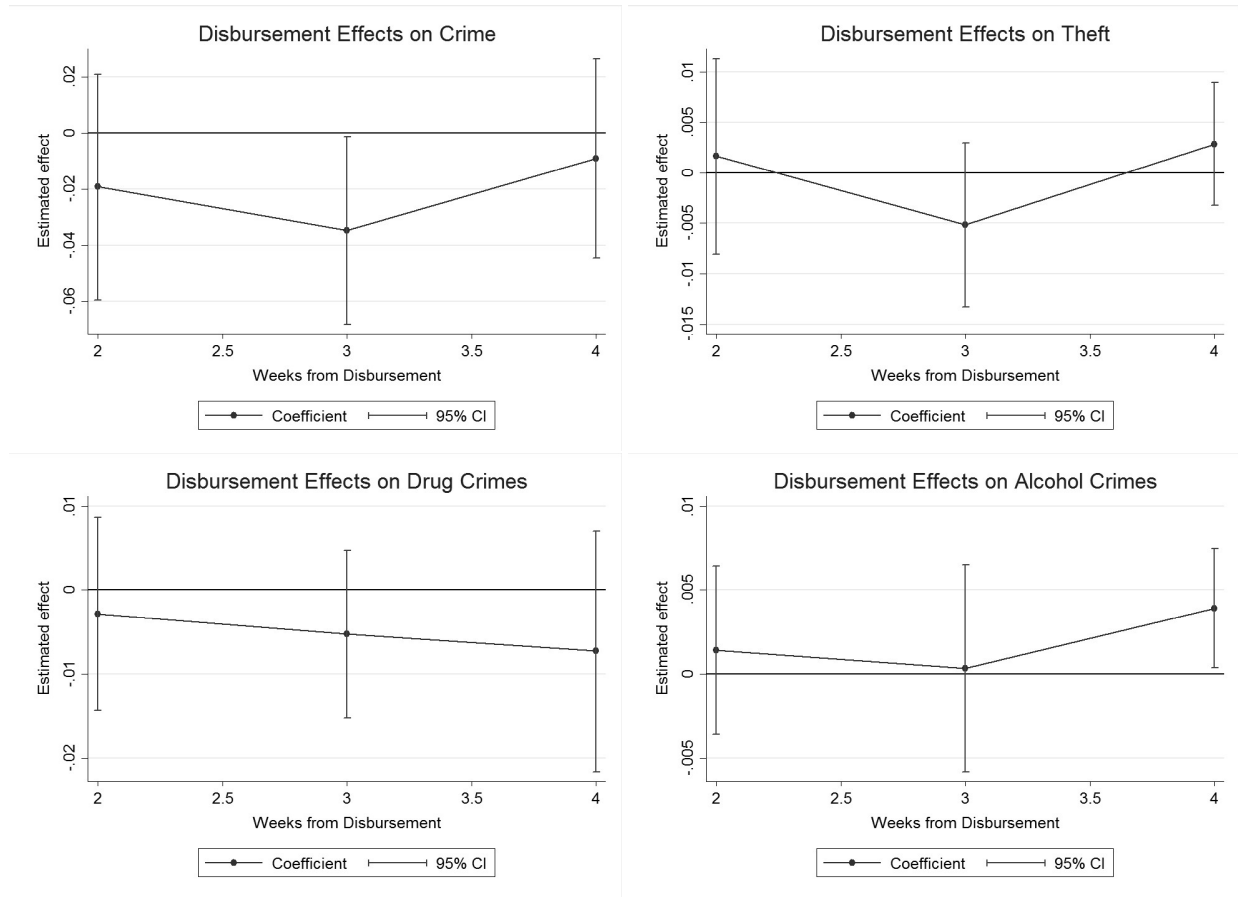 Disbursement Effects on Crime
Estimated effect
.02
0
-.02
-.04
-.06
2
2.5
3
3.5
4
Weeks from Disbursement
Coefficient
95% CI
Disbursement Effects on Theft
Estimated effect
.01
.005
0
-.005
-.01
-.015
2
2.5
3
3.5
4
Weeks from Disbursement
Coefficient
95% CI
Disbursement Effects on Drug Crimes
Estimated effect
.01
0
-.01
-.02
2
2.5
3
3.5
4
Weeks from Disbursement
Coefficient
95% CI
Disbursement Effects on Alcohol Crimes
Estimated effect
.01
.005
0
-.005
2
2.5
3
3.5
4
Weeks from Disbursement
Coefficient
95% CI